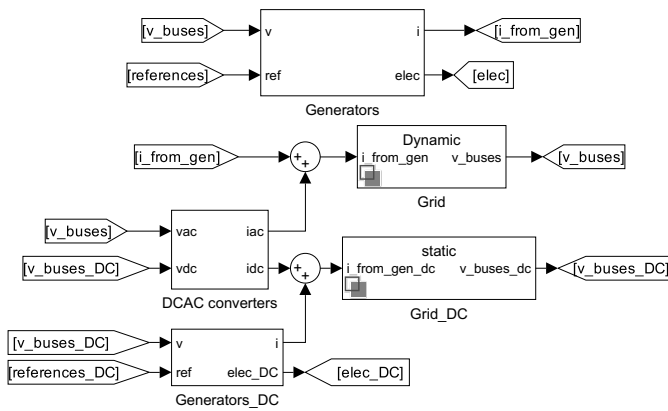 [v_buses]
v
i
[i_from_gen]
[references]
ref
elec
[elec]
Generators
[i_from_gen]
+
+
Dynamic
i_from_gen
v_buses
[v_buses]
Grid
[v_buses]
vac
iac
[v_buses_DC]
vdc
idc
DCAC converters
+
+
static
i_from_gen_dc
v_buses_dc
[v_buses_DC]
Grid_DC
[v_buses_DC]
v
i
[references_DC]
ref
elec_DC
[elec_DC]
Generators_DC